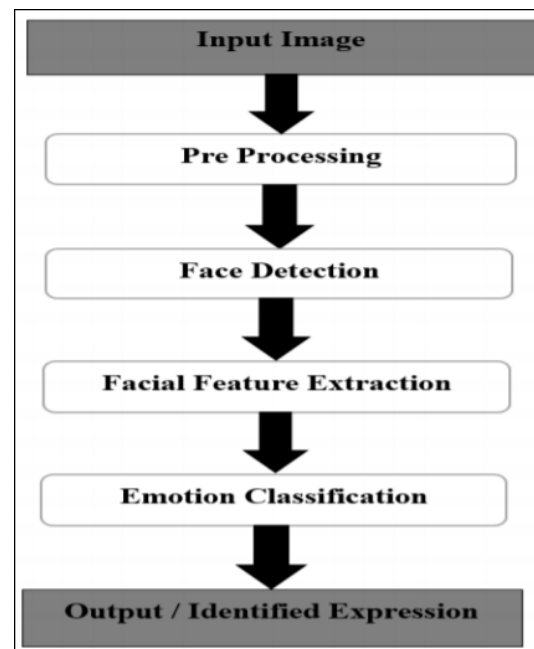 Input Image
Pre Processing
Face Detection
Facial Feature Extraction
Emotion Classification
Output / Identified Expression